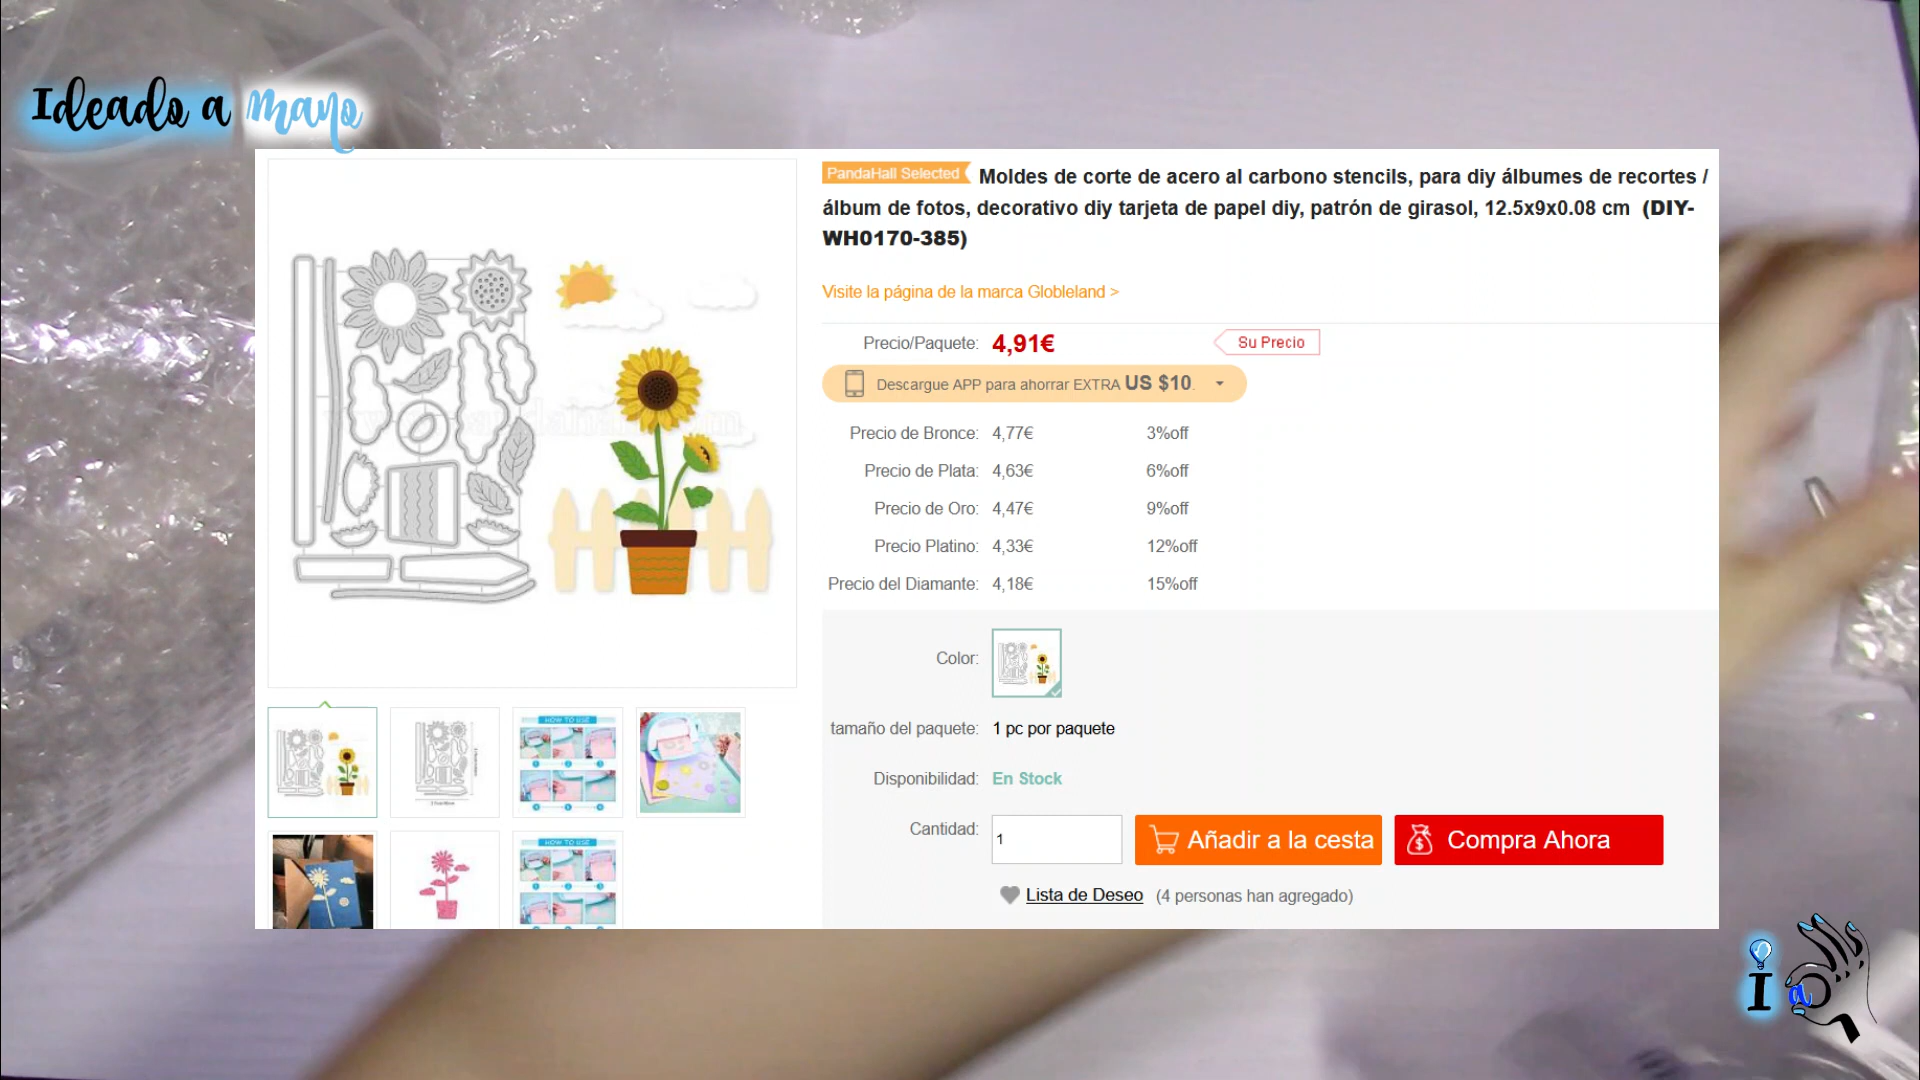 Ideado a mano
PandaHall Selected Moldes de corte de acero al carbono stencils, para diy álbumes de recortes /
álbum de fotos, decorativo diy tarjeta de papel diy, patrón de girasol, 12.5x9x0.08 cm (DIY-
WH0170-385)
Visite la página de la marca Globleland >
Precio/Paquete: 4,91€ Su Precio
Descargue APP para ahorrar EXTRA US $10.
Precio de Bronce: 4,77€ 3%off
Precio de Plata: 4,63€ 6%off
Precio de Oro: 4,47€ 9%off
Precio Platino: 4,33€ 12%off
Precio del Diamante: 4,18€ 15%off
Color:
tamaño del paquete: 1 pc por paquete
Disponibilidad: En Stock
Cantidad: 1 Añadir a la cesta Compra Ahora
Lista de Deseo (4 personas han agregado)
HOW TO USE
HOW TO USE
I a